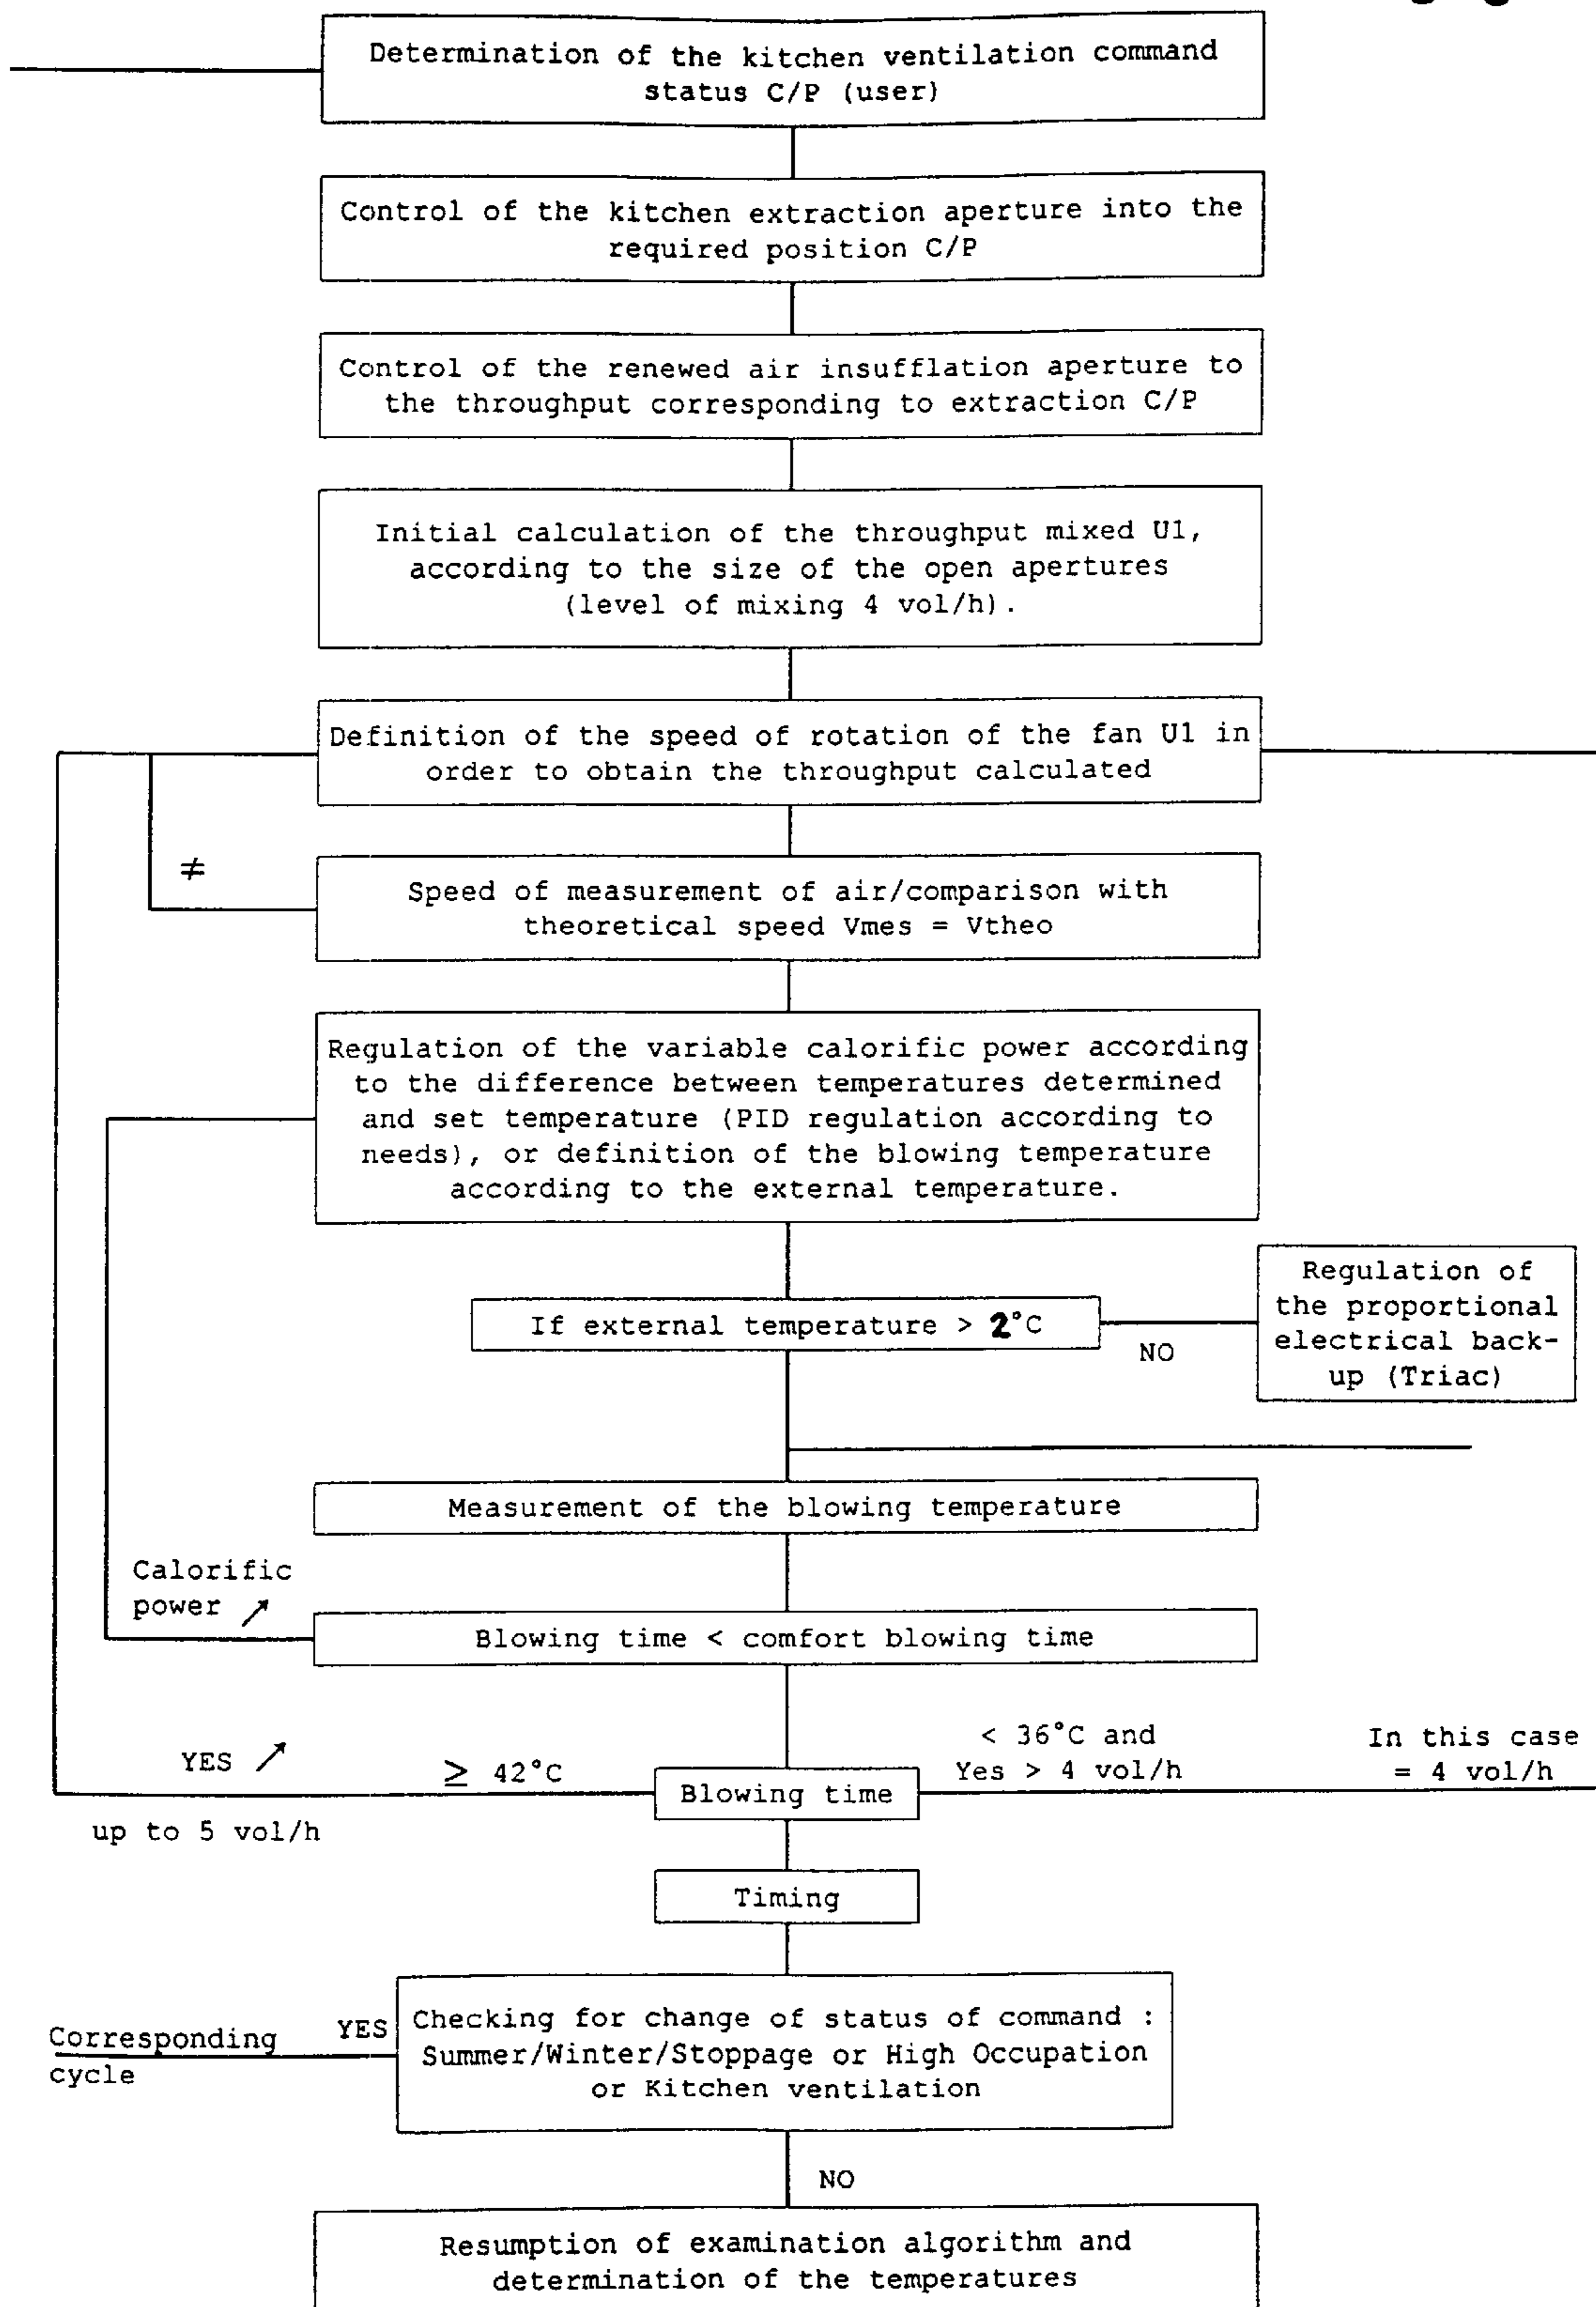 Determination of the kitchen ventilation command
status C/P (user)
Control of the kitchen extraction aperture into the
required position C/P
Control of the renewed air insufflation aperture to
the throughput corresponding to extraction C/P
Initial calculation of the throughput mixed U1,
according to the size of the open apertures
(level of mixing 4 vol/h).
Definition of the speed of rotation of the fan U1 in
order to obtain the throughput calculated
≠
Speed of measurement of air/comparison with
theoretical speed Vmes = Vtheo
Regulation of the variable calorific power according
to the difference between temperatures determined
and set temperature (PID regulation according to
needs), or definition of the blowing temperature
according to the external temperature.
If external temperature > 2°C
NO
Regulation of
the proportional
electrical back-
up (Triac)
Measurement of the blowing temperature
Calorific
power ↗
Blowing time < comfort blowing time
YES ↗
≥ 42°C
up to 5 vol/h
Blowing time
< 36°C and
Yes > 4 vol/h
In this case
= 4 vol/h
Timing
Corresponding
cycle
YES
Checking for change of status of command :
Summer/Winter/Stoppage or High Occupation
or Kitchen ventilation
NO
Resumption of examination algorithm and
determination of the temperatures